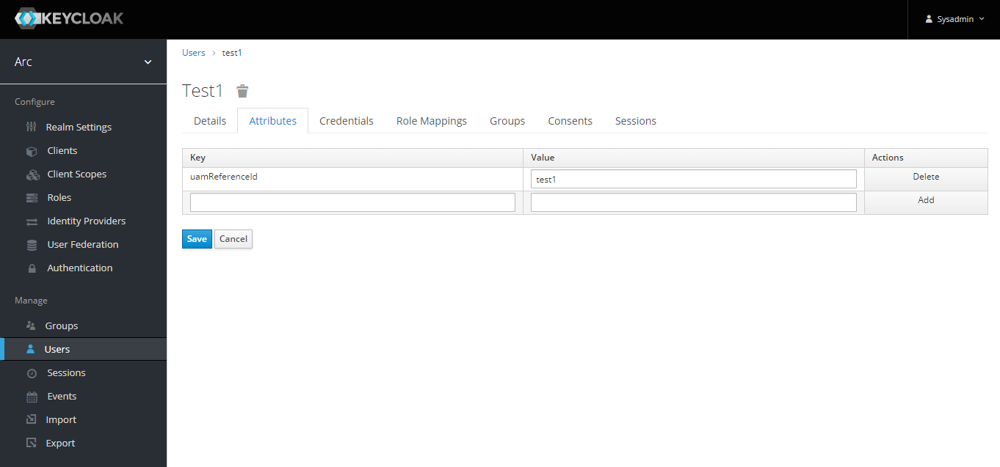 KEYCLOAK
Sysadmin
Arc
Configure
Realm Settings
Clients
Client Scopes
Roles
Identity Providers
User Federation
Authentication
Manage
Groups
Users
Sessions
Events
Import
Export
Users › test1
Test1
Details Attributes Credentials Role Mappings Groups Consents Sessions
Key Value Actions
uamReferenceId test1 Delete
Add
Save Cancel